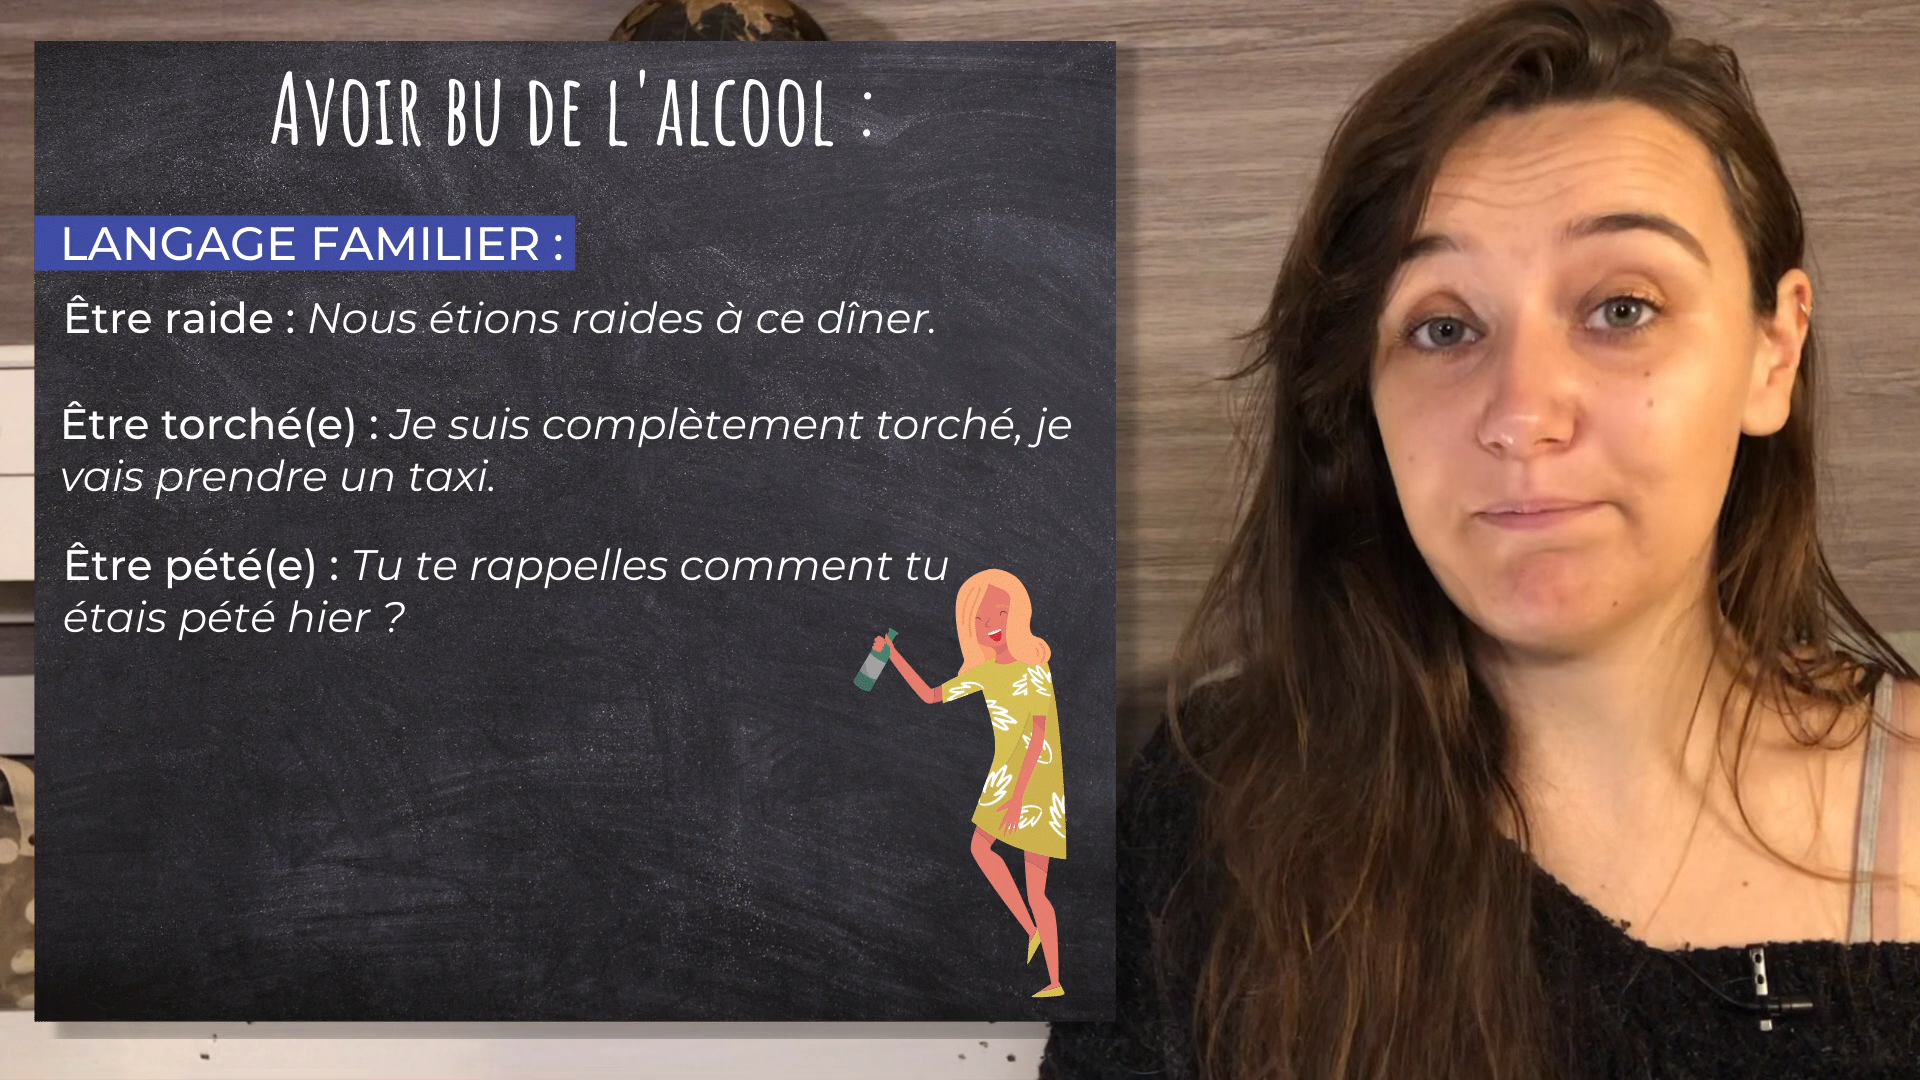 Avoir bu de l'alcool :
LANGAGE FAMILIER :
Être raide : Nous étions raides à ce dîner.
Être torché(e) : Je suis complètement torché, je
vais prendre un taxi.
Être pété(e) : Tu te rappelles comment tu
étais pété hier ?